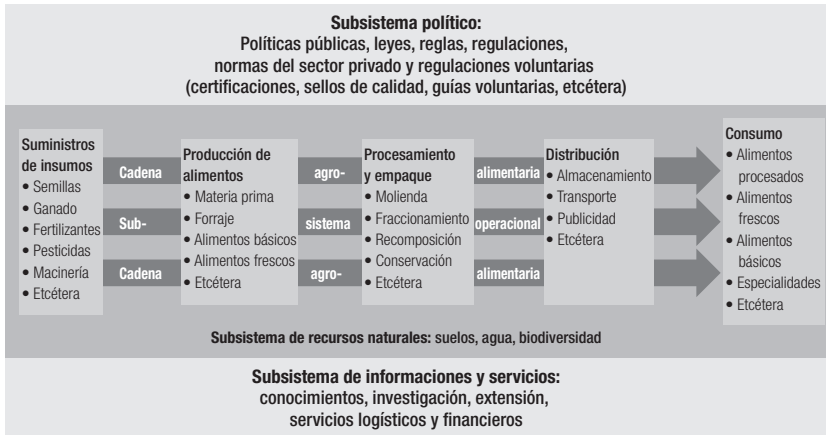 Subsistema político:
Políticas públicas, leyes, reglas, regulaciones,
normas del sector privado y regulaciones voluntarias
(certificaciones, sellos de calidad, guías voluntarias, etcétera)
Suministros
de insumos
• Semillas
• Ganado
• Fertilizantes
• Pesticidas
• Macinería
• Etcétera
Cadena
Sub-
Cadena
Producción de
alimentos
• Materia prima
• Forraje
• Alimentos básicos
• Alimentos frescos
• Etcétera
agro-
sistema
agro-
Procesamiento
y empaque
• Molienda
• Fraccionamiento
• Recomposición
• Conservación
• Etcétera
alimentaria
operacional
alimentaria
Distribución
• Almacenamiento
• Transporte
• Publicidad
• Etcétera
Consumo
• Alimentos
procesados
• Alimentos
frescos
• Alimentos
básicos
• Especialidades
• Etcétera
Subsistema de recursos naturales: suelos, agua, biodiversidad
Subsistema de informaciones y servicios:
conocimientos, investigación, extensión,
servicios logísticos y financieros